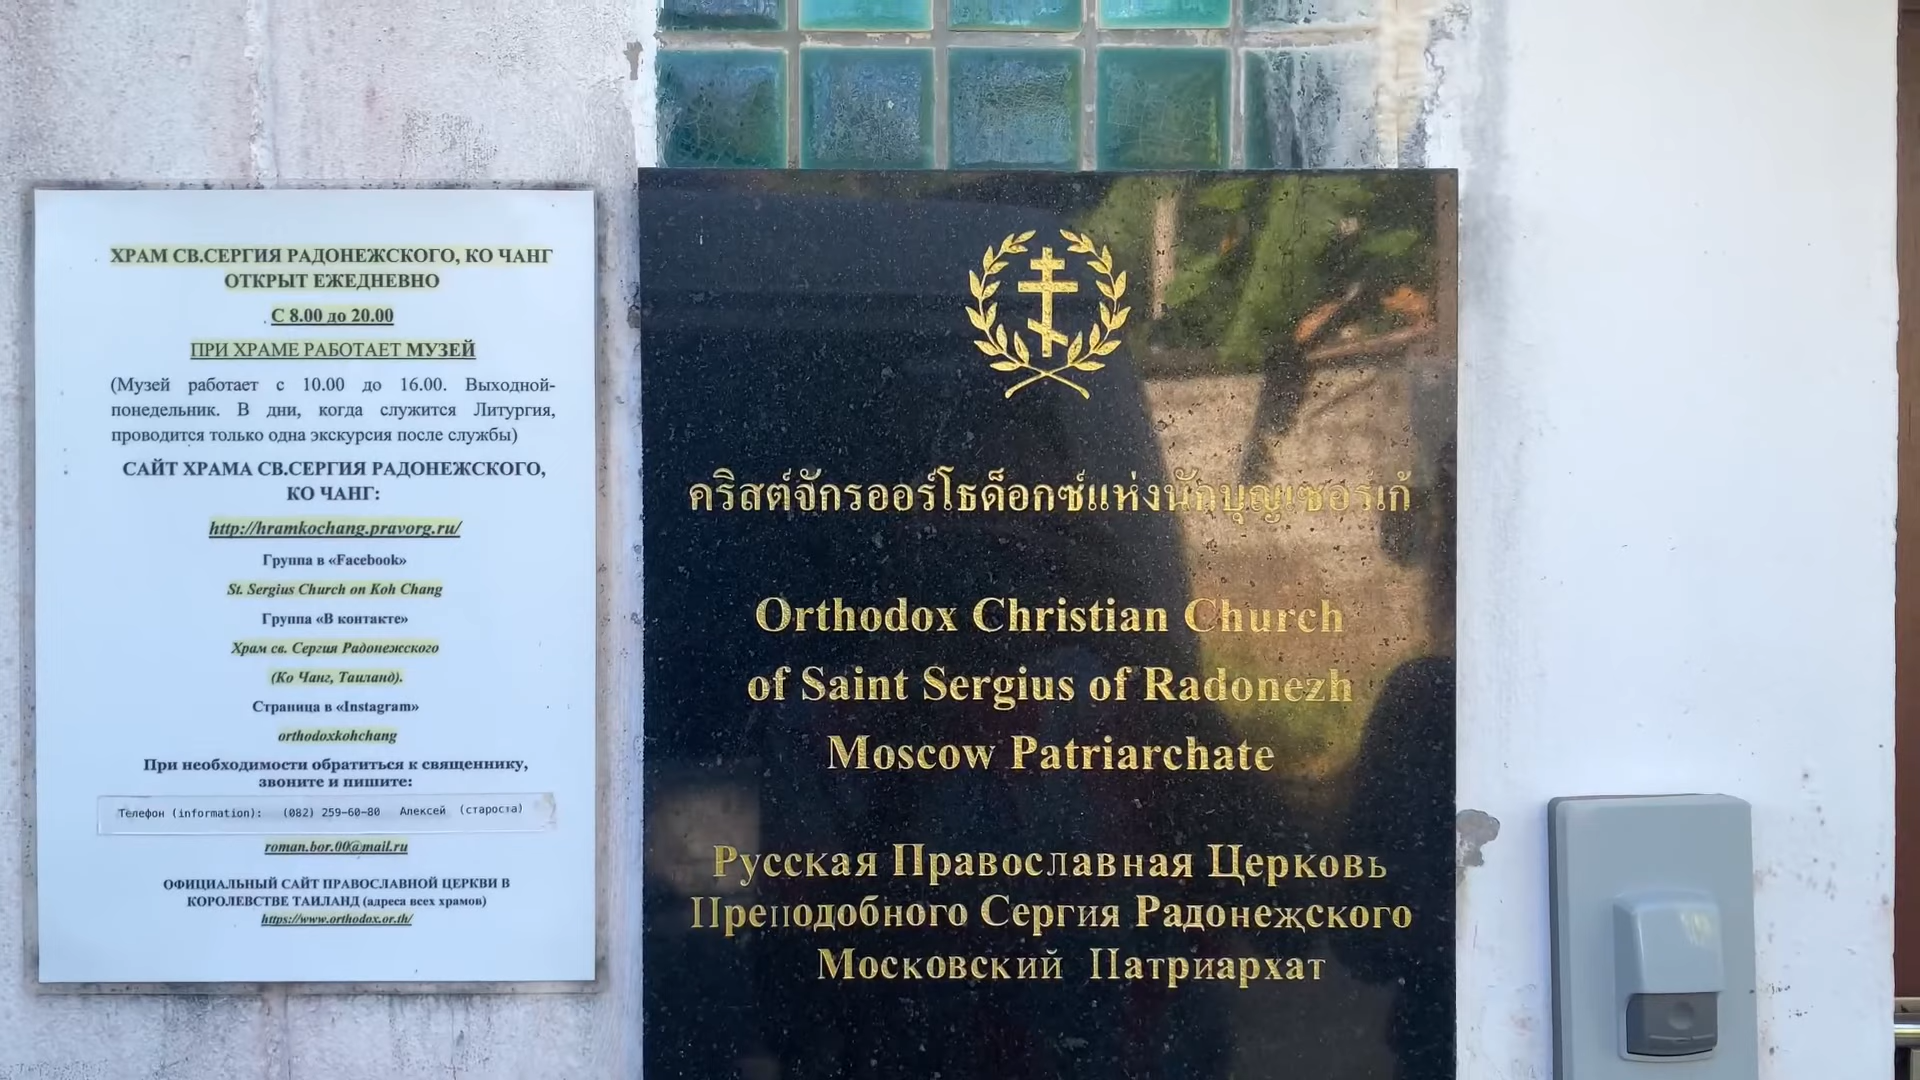 ХРАМ СВ.СЕРГИЯ РАДОНЕЖСКОГО, КО ЧАНГ
ОТКРЫТ ЕЖЕДНЕВНО
С 8.00 до 20.00
ПРИ ХРАМЕ РАБОТАЕТ МУЗЕЙ
(Музей работает с 10.00 до 16.00. Выходной-
понедельник. В дни, когда служится Литургия,
проводится только одна экскурсия после службы)
САЙТ ХРАМА СВ.СЕРГИЯ РАДОНЕЖСКОГО,
КО ЧАНГ:
http://hramkochang.pravorg.ru/
Группа в «Facebook»
St. Sergius Church on Koh Chang
Группа «В контакте»
Храм св. Сергия Радонежского
(Ко Чанг, Таиланд).
Страница в «Instagram»
orthodoxkohchang
При необходимости обратиться к священнику,
звоните и пишите:
Телефон (information): (082) 259-60-80 Алексей (староста)
roman.bor.00@mail.ru
ОФИЦИАЛЬНЫЙ САЙТ ПРАВОСЛАВНОЙ ЦЕРКВИ В
КОРОЛЕВСТВЕ ТАИЛАНД (адреса всех храмов)
https://www.orthodox.or.th/
คริสต์จักรออร์โธด็อกซ์แห่งนักบุญเซอร์เก้
Orthodox Christian Church
of Saint Sergius of Radonezh
Moscow Patriarchate
Русская Православная Церковь
Преподобного Сергия Радонежского
Московский Патриархат